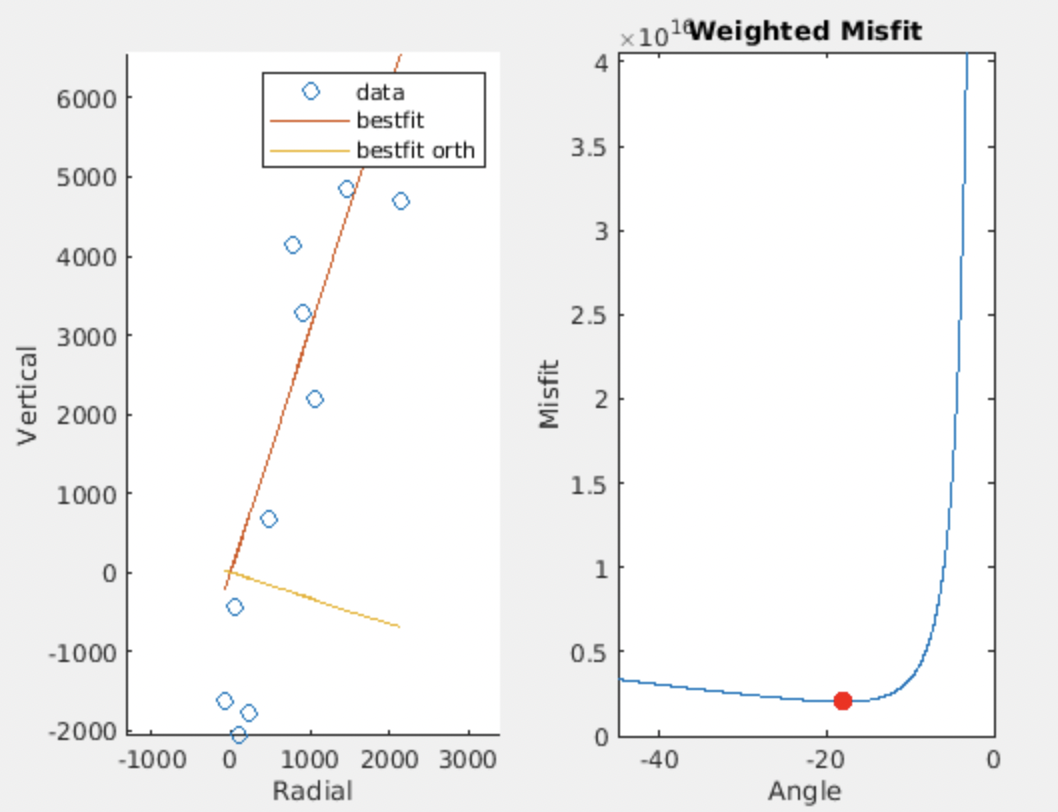 6000
5000
4000
3000
2000
1000
0
-1000
-2000
Vertical
data
bestfit
bestfit orth
-1000 0 1000 2000 3000
Radial
×10^16
Weighted Misfit
4
3.5
3
2.5
2
1.5
1
0.5
0
Misfit
-40 -20 0
Angle